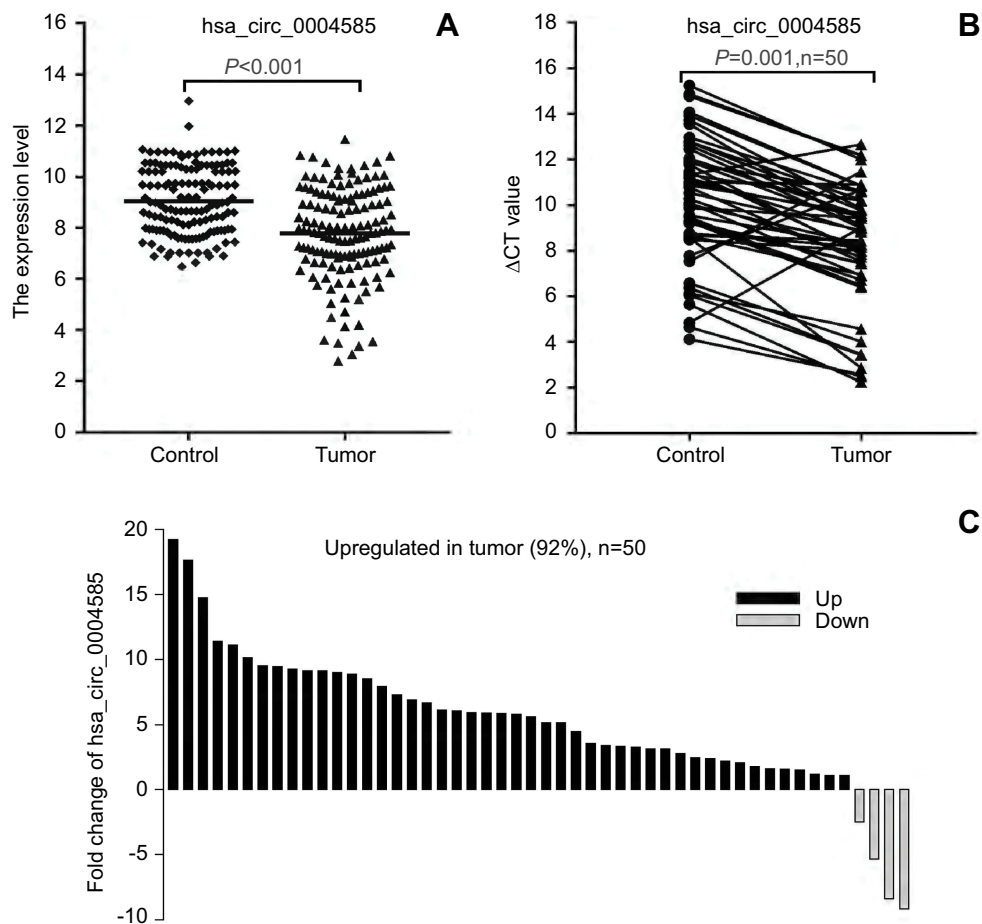 A
hsa_circ_0004585
P<0.001
The expression level
16
14
12
10
8
6
4
2
0
Control
Tumor
B
hsa_circ_0004585
P=0.001,n=50
ΔCT value
18
16
14
12
10
8
6
4
2
0
Control
Tumor
C
Upregulated in tumor (92%), n=50
Up
Down
Fold change of hsa_circ_0004585
20
15
10
5
0
-5
-10